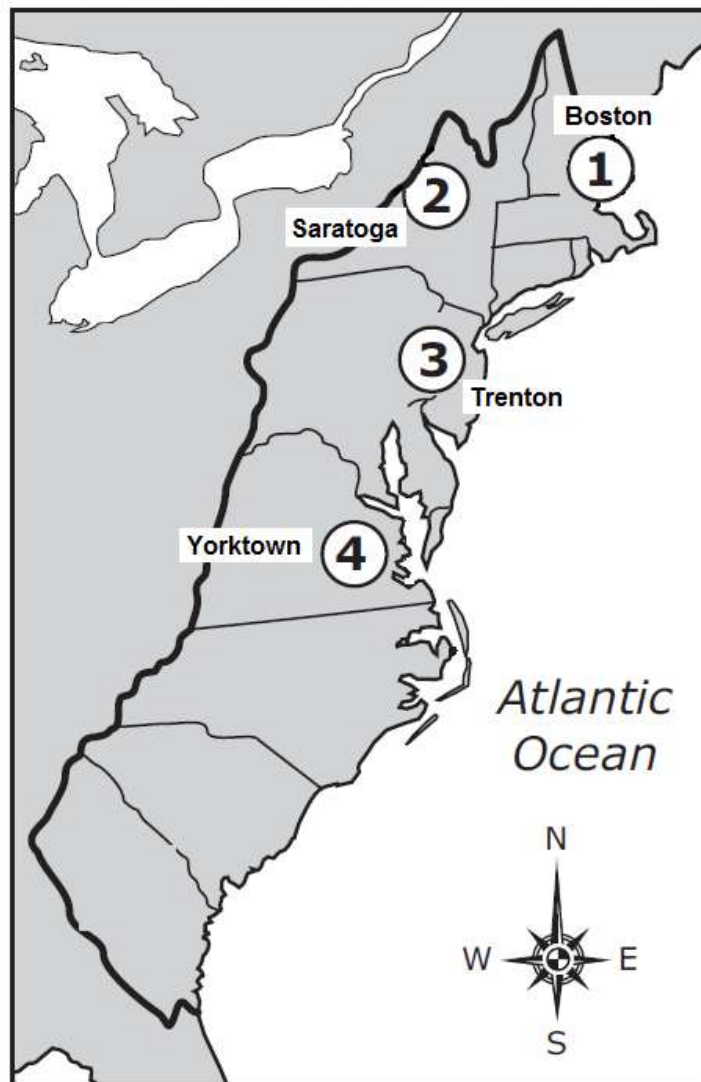 Boston
1
2
Saratoga
3
Trenton
Yorktown
4
Atlantic
Ocean
N
W E
S